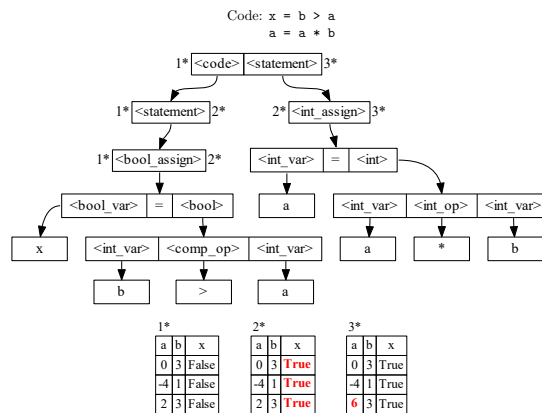 Code: x = b > a
a = a * b
1* <code> <statement> 3*
1* <statement> 2* 2* <int_assign> 3*
1* <bool_assign> 2* <int_var> = <int>
<bool_var> = <bool> a <int_var> <int_op> <int_var>
x <int_var> <comp_op> <int_var> a * b
b > a
1* 2* 3*
a b x a b x a b x
0 3 False 0 3 True 0 3 True
-4 1 False -4 1 True -4 1 True
2 3 False 2 3 True 6 3 True